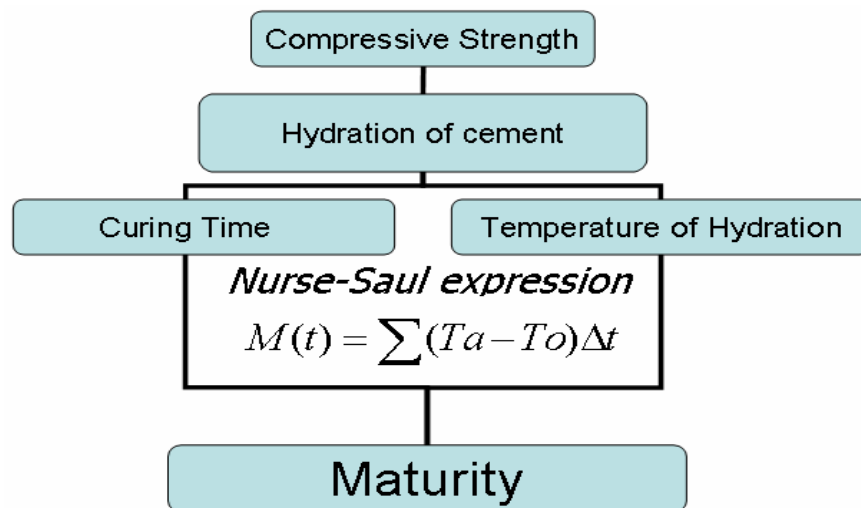 Compressive Strength
Hydration of cement
Curing Time
Temperature of Hydration
Nurse-Saul expression
M(t) = ∑(Ta−To)Δt
Maturity